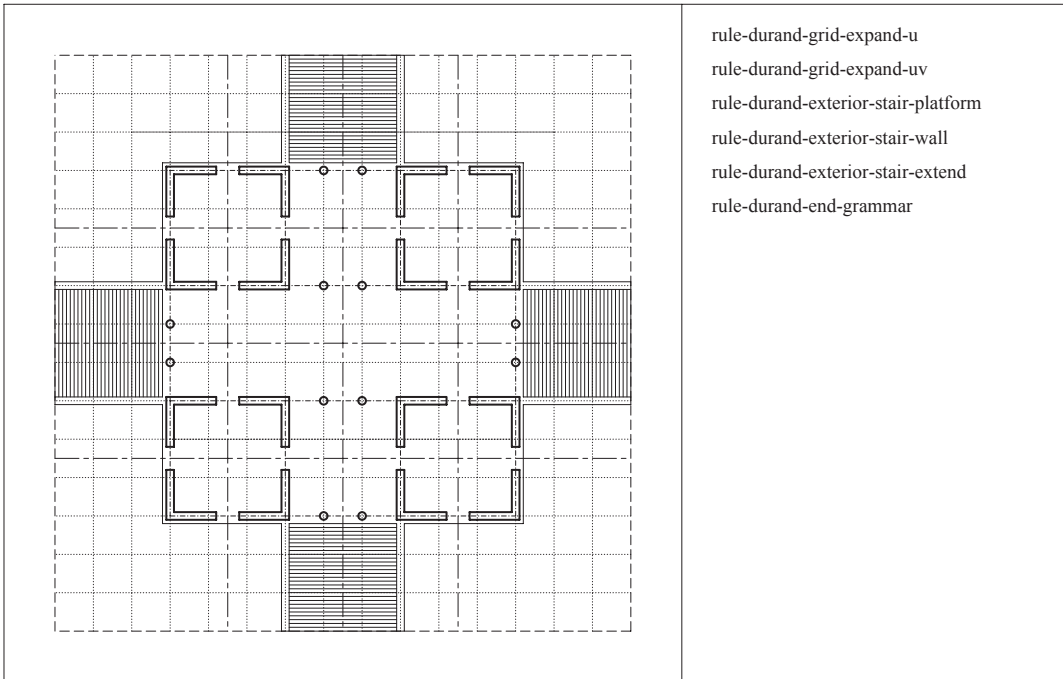 rule-durand-grid-expand-u
rule-durand-grid-expand-uv
rule-durand-exterior-stair-platform
rule-durand-exterior-stair-wall
rule-durand-exterior-stair-extend
rule-durand-end-grammar